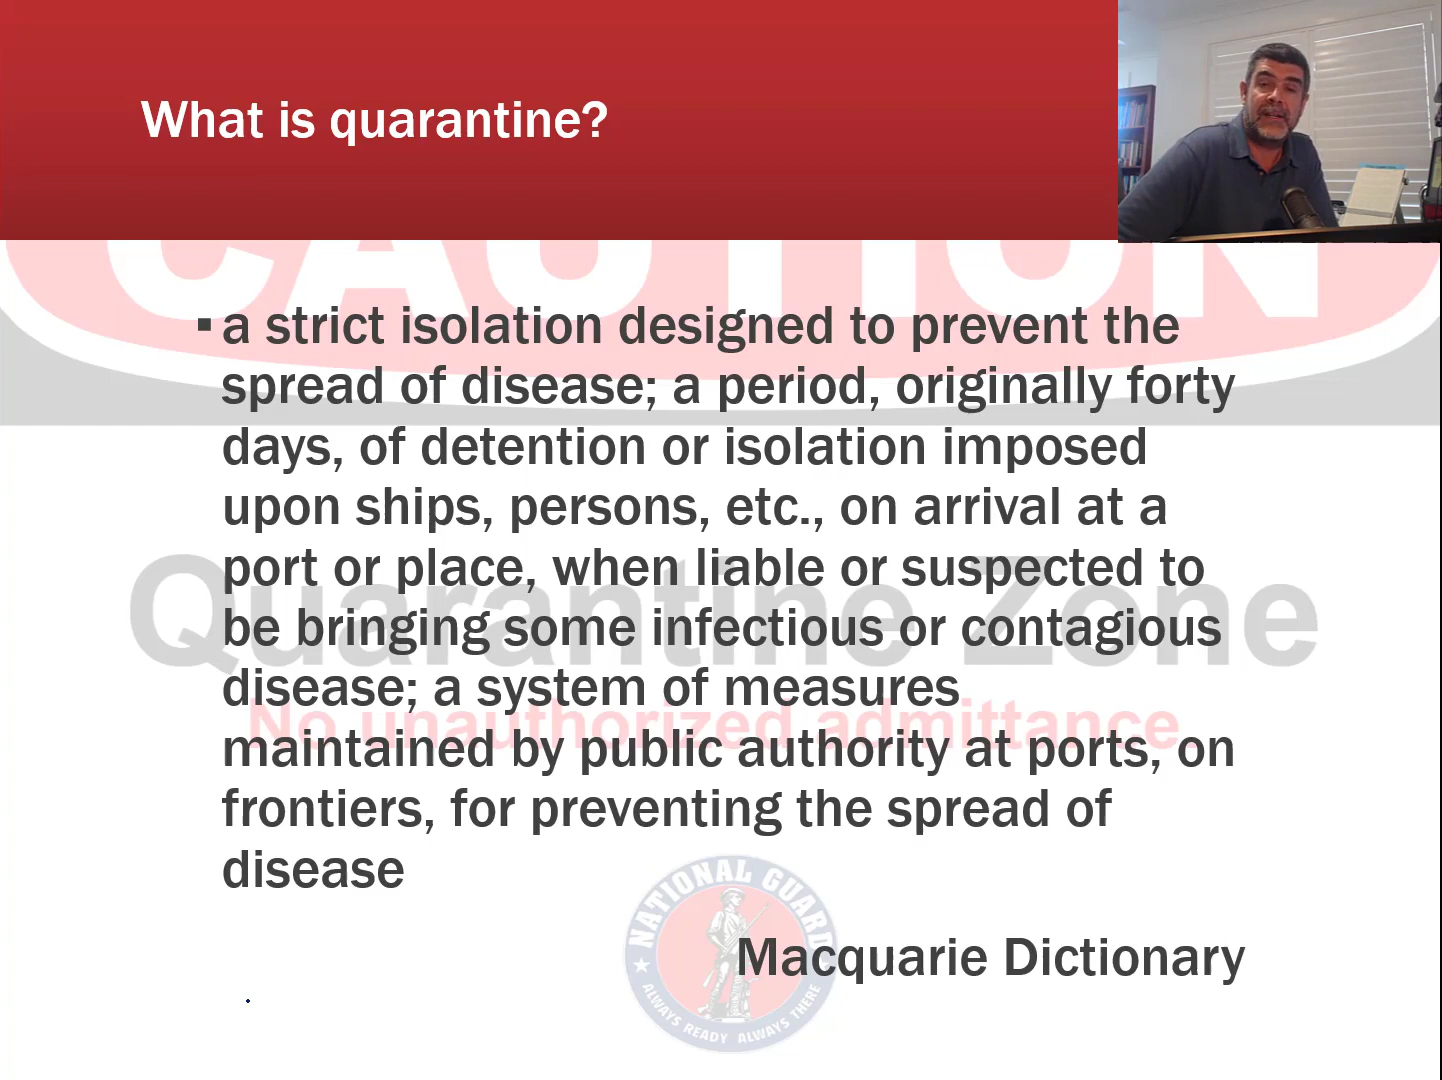 What is quarantine?
CAUTION
▪ a strict isolation designed to prevent the
spread of disease; a period, originally forty
days, of detention or isolation imposed
upon ships, persons, etc., on arrival at a
port or place, when liable or suspected to
be bringing some infectious or contagious
disease; a system of measures
maintained by public authority at ports, on
frontiers, for preventing the spread of
disease
Macquarie Dictionary
Quarantine Zone
No unauthorized admittance.
NATIONAL GUARD
ALWAYS READY ALWAYS THERE